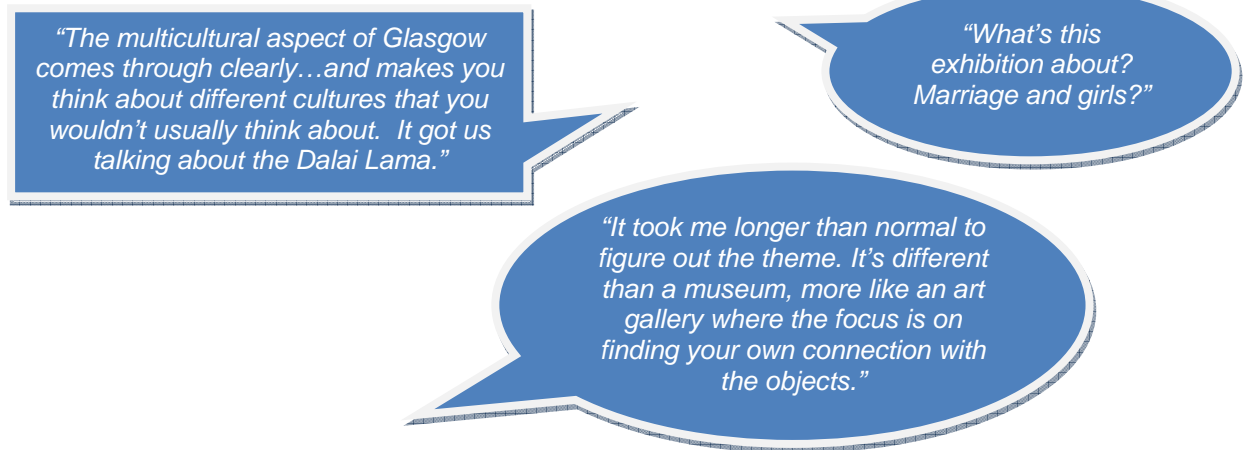 “The multicultural aspect of Glasgow
comes through clearly…and makes you
think about different cultures that you
wouldn’t usually think about.  It got us
talking about the Dalai Lama.”
“What’s this
exhibition about?
Marriage and girls?”
“It took me longer than normal to
figure out the theme. It’s different
than a museum, more like an art
gallery where the focus is on
finding your own connection with
the objects.”